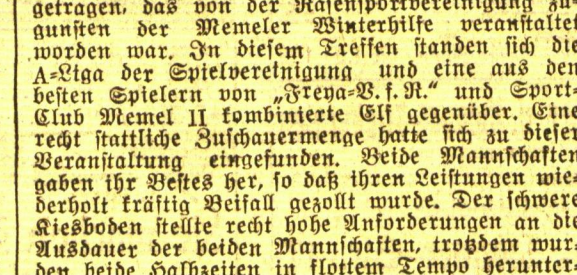 getragen, das von der Rasensportvereinigung zu-
gunsten der Memeler Winterhilfe veranstaltet
worden war. In diesem Treffen standen sich die
A-Liga der Spielvereinigung und eine aus den
besten Spielern von „Freya-V. f. R.“ und Sport-
Club Memel II kombinierte Elf gegenüber. Eine
recht stattliche Zuschauermenge hatte sich zu dieser
Veranstaltung eingefunden. Beide Mannschaften
gaben ihr Bestes her, so daß ihren Leistungen wie-
derholt kräftig Beifall gezollt wurde. Der schwere
Kiesboden stellte recht hohe Anforderungen an die
Ausdauer der beiden Mannschaften, trotzdem wur-
den beide Halbzeiten in flottem Tempo herunter-